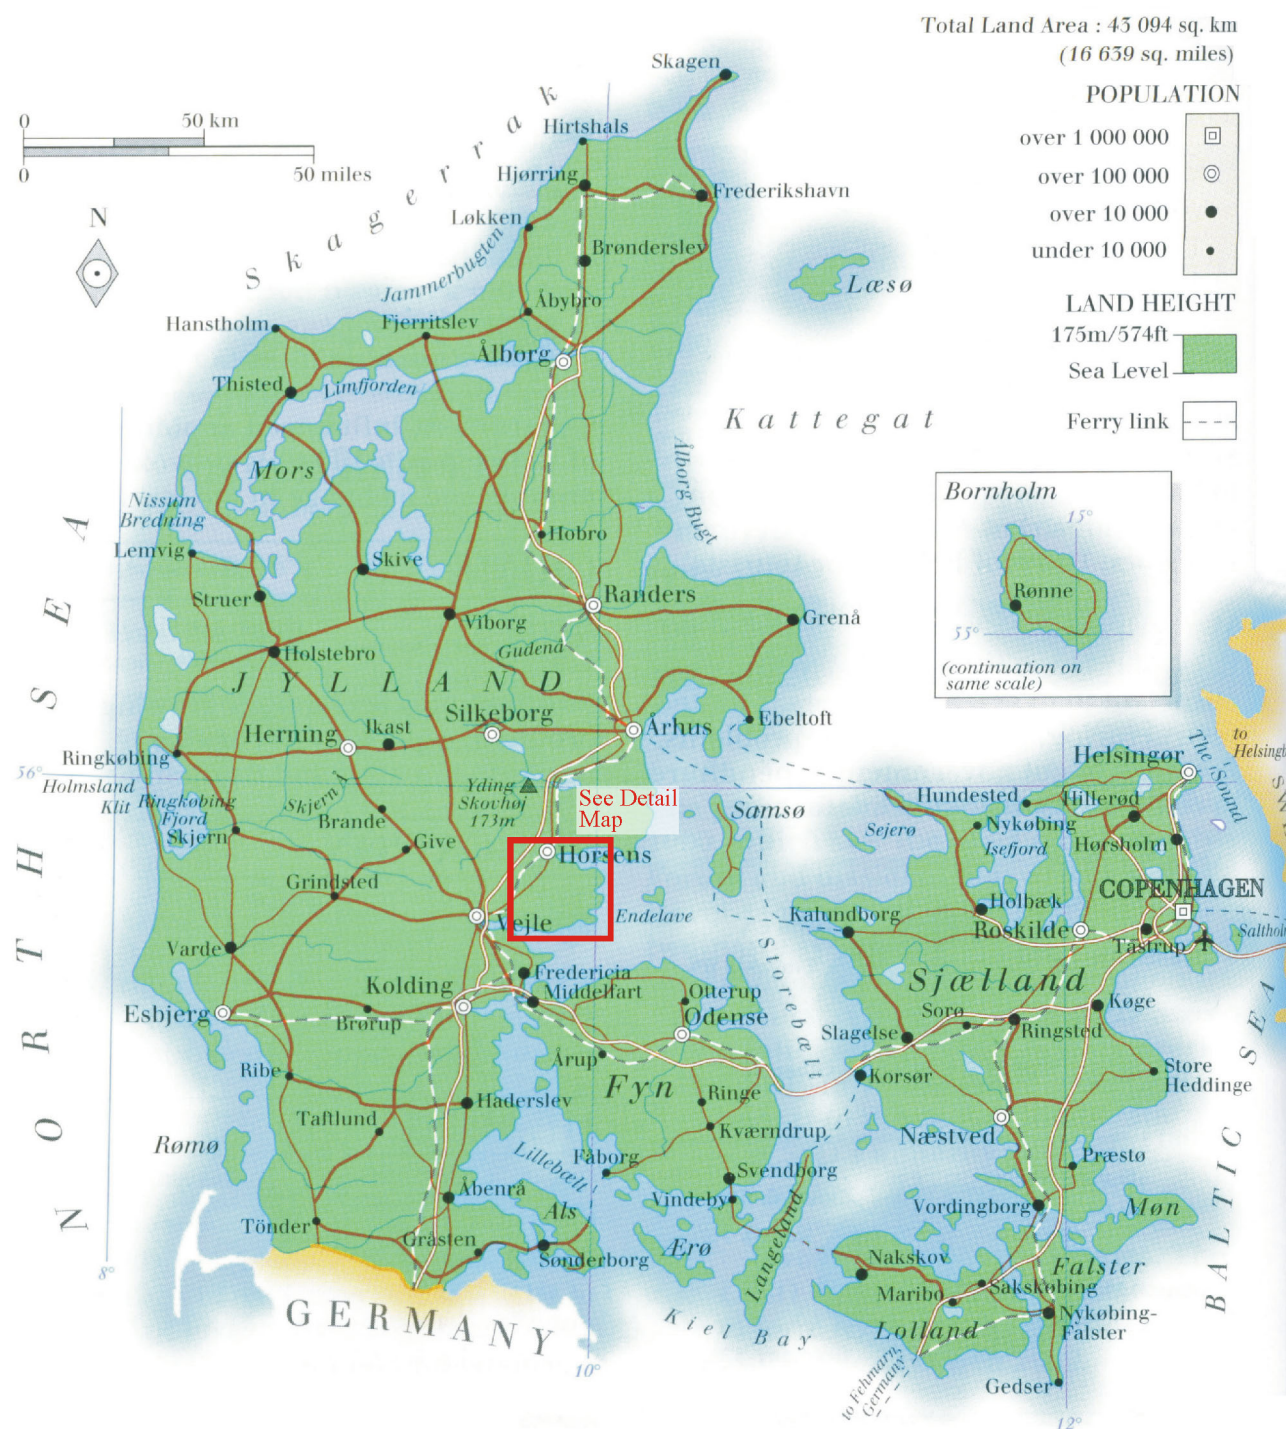 Total Land Area : 43 094 sq. km
(16 639 sq. miles)
POPULATION
over 1 000 000
over 100 000
over 10 000
under 10 000
LAND HEIGHT
175m/574ft
Sea Level
Ferry link
0
50 km
0
50 miles
N
Skagerrak
Skagen
Hirtshals
Hjørring
Frederikshavn
Løkken
Brønderslev
Jammerbugten
Læsø
Åbybro
Hanstholm
Fjerritslev
Ålborg
Thisted
Limfjorden
Kattegat
Mors
Ålborg Bugt
Nissum
Bredning
Hobro
Lemvig
Skive
Struer
Randers
Viborg
Grenå
Gudenå
Holstebro
JYLLAND
Silkeborg
Ikast
Herning
Århus
Ebeltoft
Ringkøbing
56°
Holmsland
Klit
Ringkøbing
Fjord
Skjern Å
Yding
Skovhøj
173m
See Detail
Map
Samsø
Brande
Skjern
Give
Horsens
Grindsted
Endelave
Vejle
Varde
Fredericia
Kolding
Middelfart
Otterup
Odense
Esbjerg
Brørup
Storebælt
Årup
Ribe
Fyn
Ringe
Haderslev
Taftlund
Kværndrup
Rømø
Lillebælt
Fåborg
Svendborg
Åbenrå
Vindeby
Als
Tönder
Gråsten
Sønderborg
Ærø
Langeland
8°
GERMANY
Kiel Bay
10°
NORTH SEA
Bornholm
15°
Rønne
55°
(continuation on
same scale)
to
Helsingb
Helsingør
The Sound
Hundested
Hillerød
Sejerø
Nykøbing
Isefjord
Hørsholm
COPENHAGEN
Holbæk
Kalundborg
Roskilde
Tåstrup
Saltholm
Sjælland
Køge
Sorø
Slagelse
Ringsted
Korsør
Store
Heddinge
Næstved
Præstø
Vordingborg
Møn
Nakskov
Falster
Sakskøbing
Maribo
Nykøbing-
Falster
Lolland
to Fehmarn,
Germany
Gedser
12°
BALTIC SEA